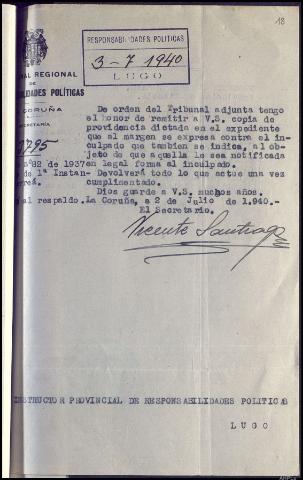 18
RESPONSABILIDADES POLITICAS
3-7 1940
LUGO
NAL REGIONAL
DE
BILIDADES POLÍTICAS
CORUÑA
SECRETARÍA
2795
De orden del Tribunal adjunta tengo
el honor de remitir a V.S. copia de
providencia dictada en el expediente
que al margen se expresa contra el in-
culpado que tambien se indica, al ob-
jeto de que aquella le sea notificada
nº82 de 1937 en legal forma al inculpado.
de 1ª Instan- Devolverá todo lo que actue una vez
cumplimentado.
Dios guarde a V.S. muchos años.
al respaldo. La Coruña, a 2 de Julio de 1.940.-
El Secretario.
Vicente Santiago
INSTRUCTOR PROVINCIAL DE RESPONSABILIDADES POLITICAS
LUGO